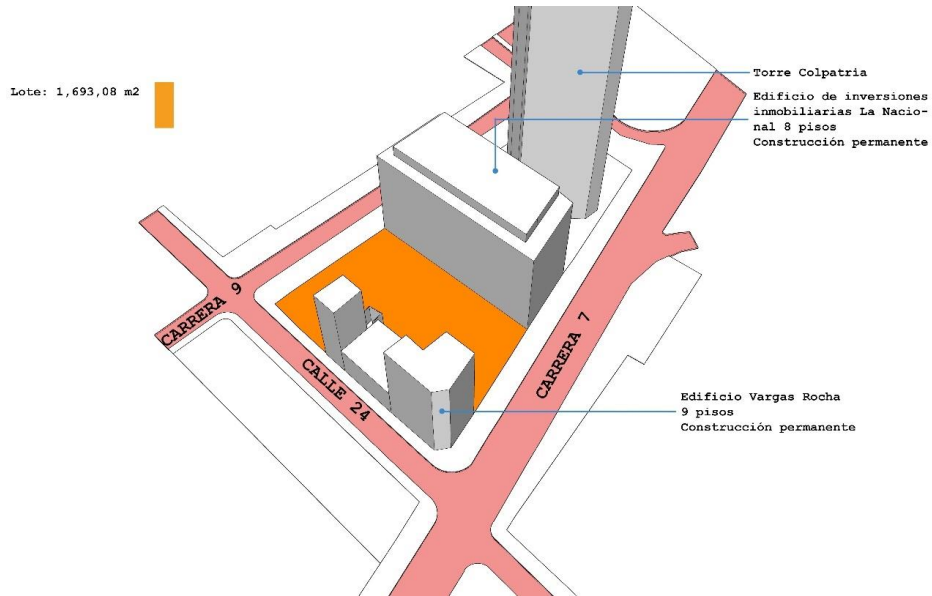 Lote: 1,693,08 m2
Torre Colpatria
Edificio de inversiones
inmobiliarias La Nacio-
nal 8 pisos
Construcción permanente
CARRERA 9
CALLE 24
CARRERA 7
Edificio Vargas Rocha
9 pisos
Construcción permanente